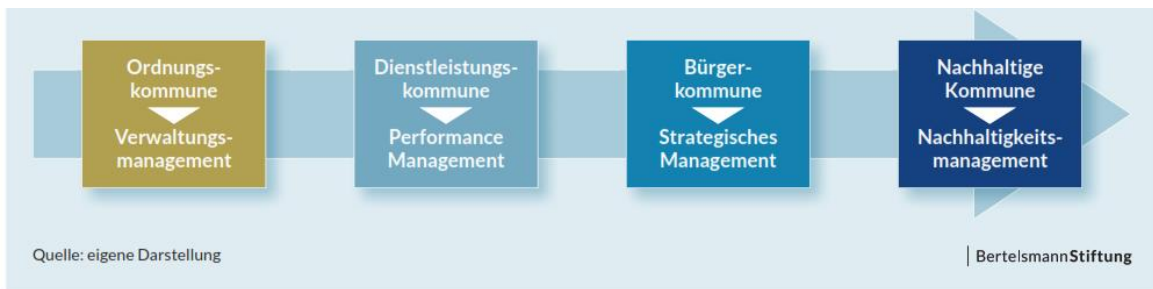 Ordnungs-
kommune
Verwaltungs-
management
Dienstleistungs-
kommune
Performance
Management
Bürger-
kommune
Strategisches
Management
Nachhaltige
Kommune
Nachhaltigkeits-
management
Quelle: eigene Darstellung
BertelsmannStiftung